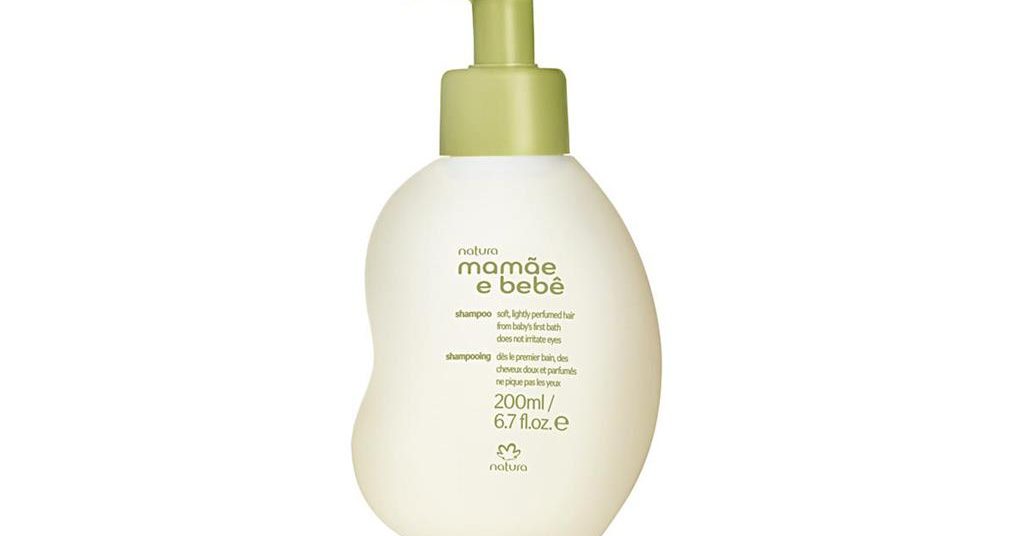 natura
mamãe
e bebê
shampoo soft, lightly perfumed hair
from baby's first bath
does not irritate eyes
shampooing dès le premier bain, des
cheveux doux et parfumés
ne pique pas les yeux
200ml /
6.7 fl.oz. ℮
natura